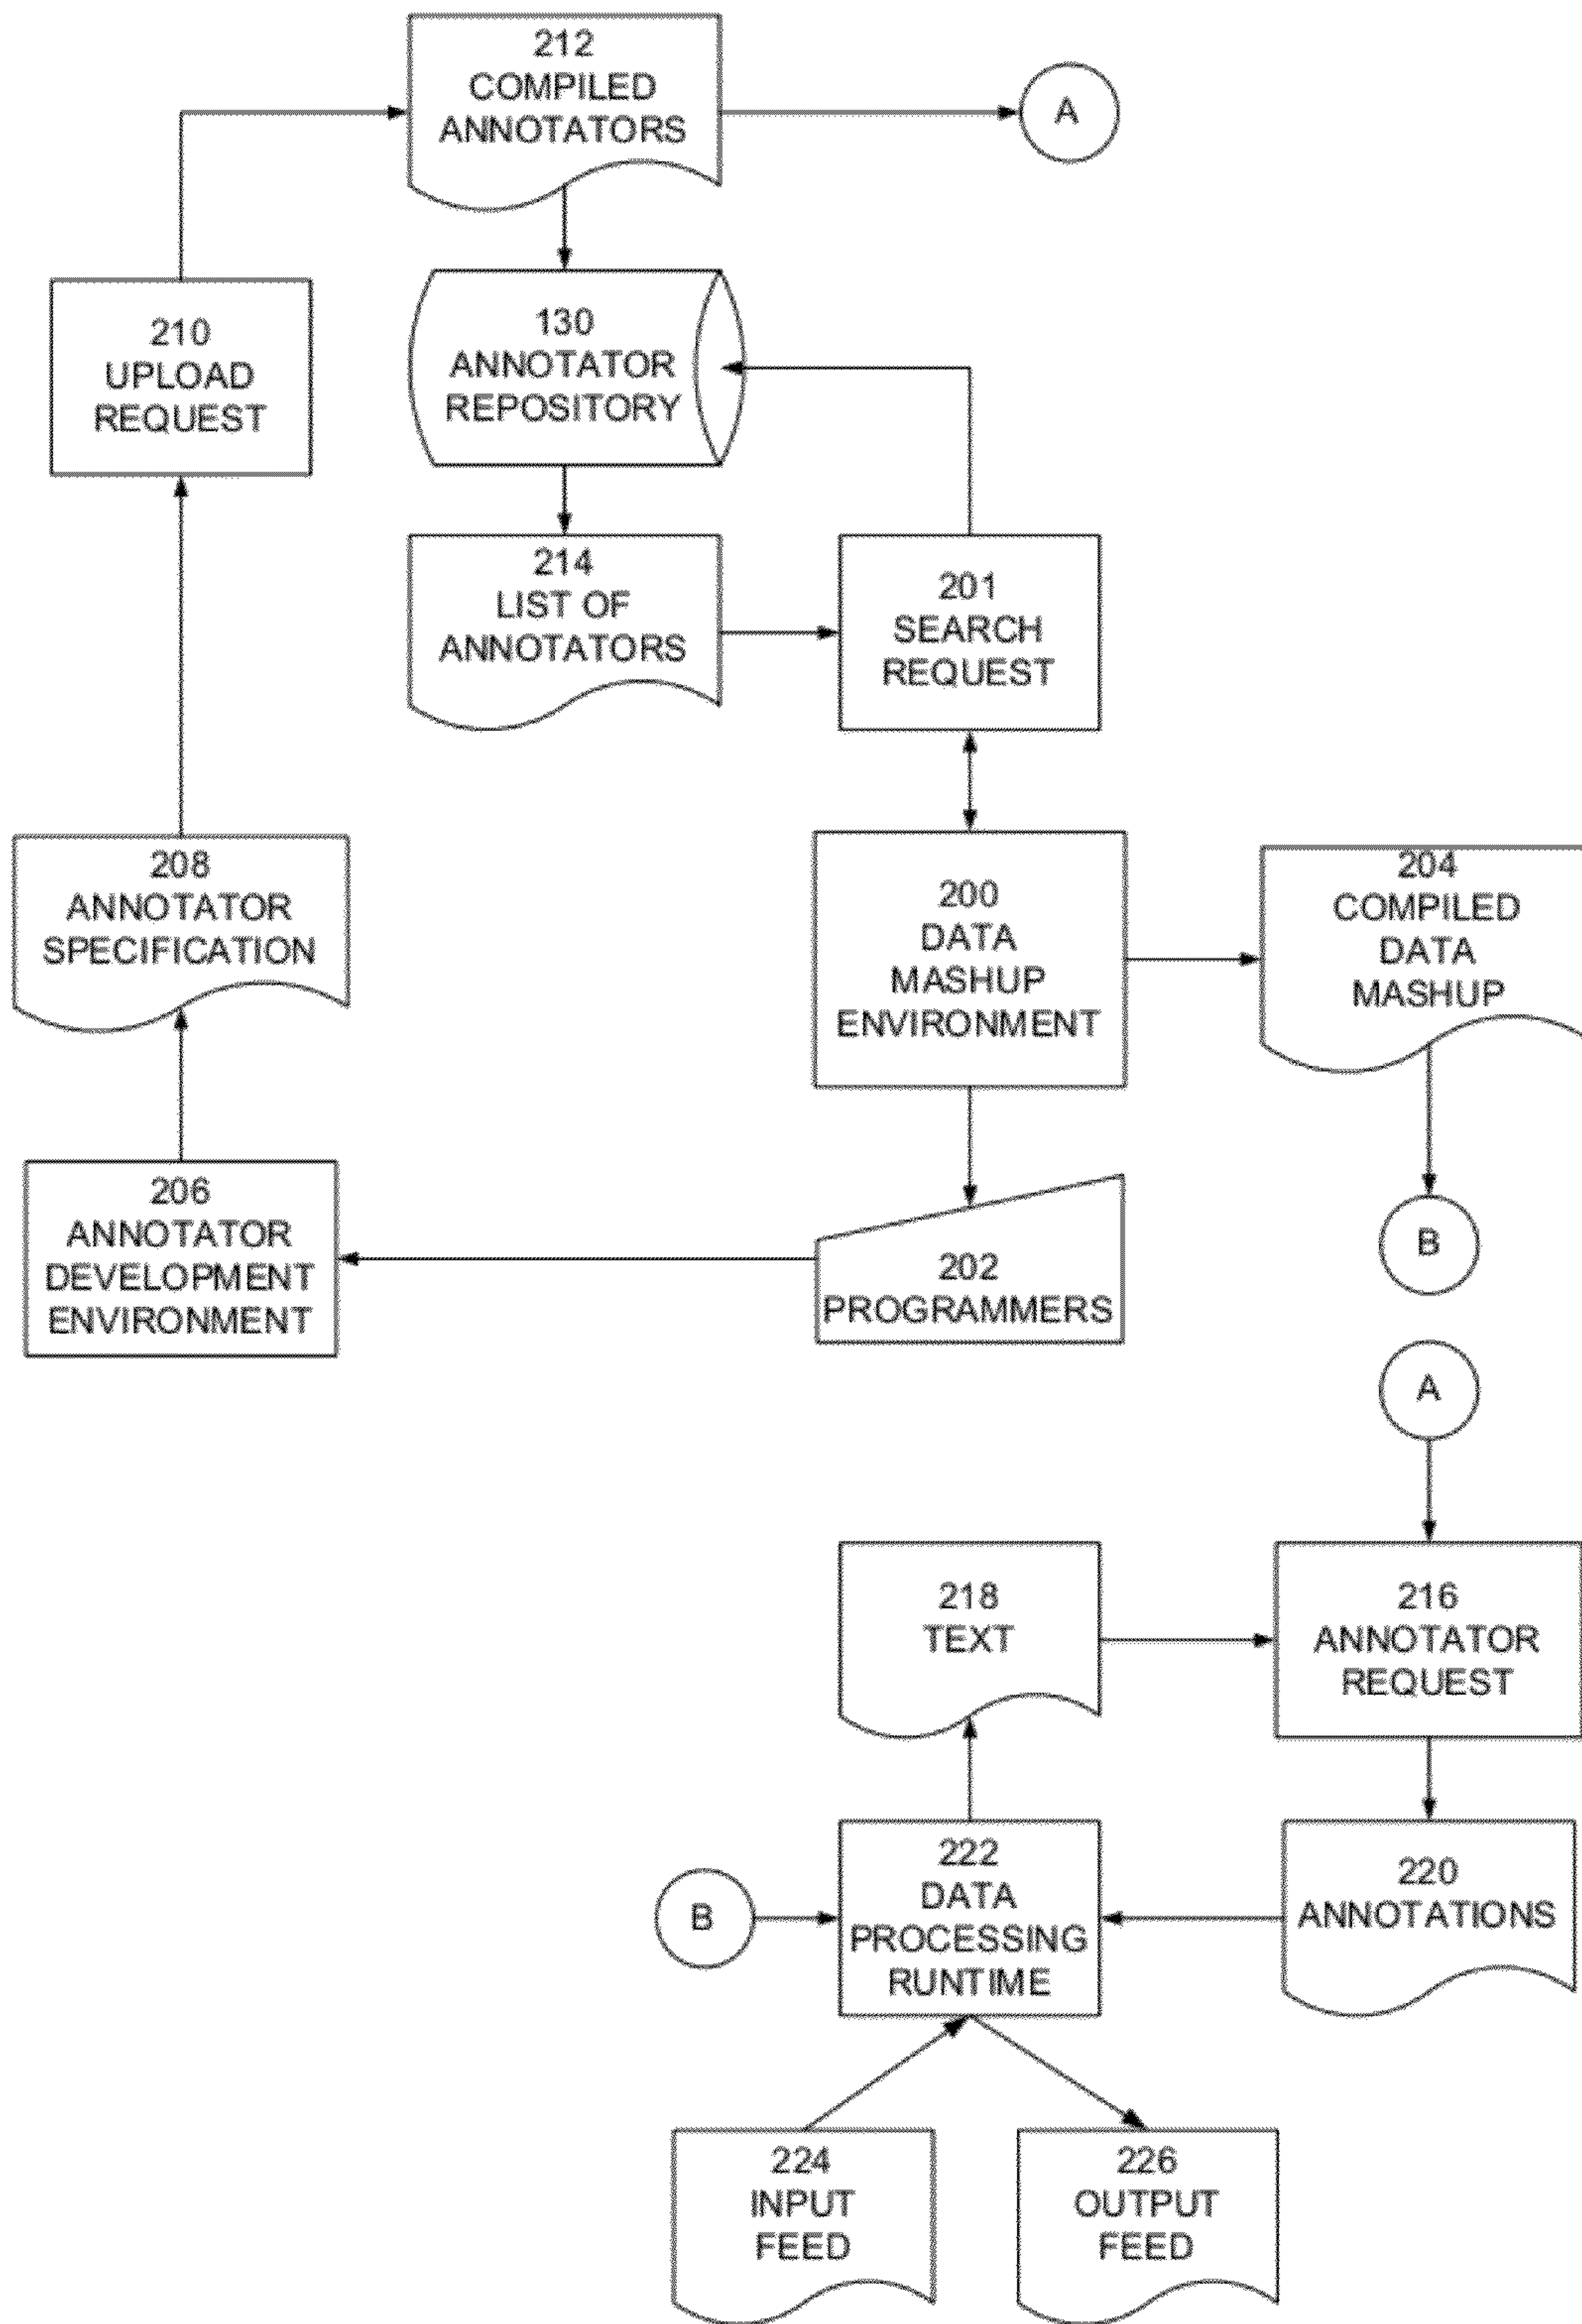 212
COMPILED
ANNOTATORS
A
210
UPLOAD
REQUEST
130
ANNOTATOR
REPOSITORY
214
LIST OF
ANNOTATORS
201
SEARCH
REQUEST
208
ANNOTATOR
SPECIFICATION
200
DATA
MASHUP
ENVIRONMENT
204
COMPILED
DATA
MASHUP
206
ANNOTATOR
DEVELOPMENT
ENVIRONMENT
202
PROGRAMMERS
B
A
218
TEXT
216
ANNOTATOR
REQUEST
B
222
DATA
PROCESSING
RUNTIME
220
ANNOTATIONS
224
INPUT
FEED
226
OUTPUT
FEED